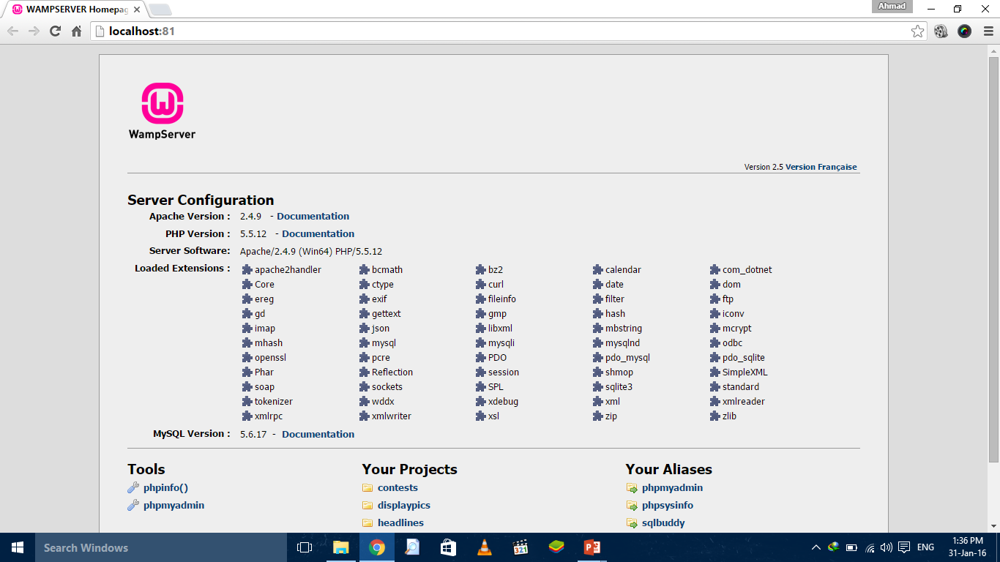 WAMPSERVER Homepag
Ahmad
localhost:81
W
WampServer
Version 2.5 Version Française
Server Configuration
Apache Version : 2.4.9 - Documentation
PHP Version : 5.5.12 - Documentation
Server Software: Apache/2.4.9 (Win64) PHP/5.5.12
Loaded Extensions : apache2handler bcmath bz2 calendar com_dotnet
Core ctype curl date dom
ereg exif fileinfo filter ftp
gd gettext gmp hash iconv
imap json libxml mbstring mcrypt
mhash mysql mysqli mysqlnd odbc
openssl pcre PDO pdo_mysql pdo_sqlite
Phar Reflection session shmop SimpleXML
soap sockets SPL sqlite3 standard
tokenizer wddx xdebug xml xmlreader
xmlrpc xmlwriter xsl zip zlib
MySQL Version : 5.6.17 - Documentation
Tools
phpinfo()
phpmyadmin
Your Projects
contests
displaypics
headlines
Your Aliases
phpmyadmin
phpsysinfo
sqlbuddy
Search Windows
321
P
ENG
1:36 PM
31-Jan-16